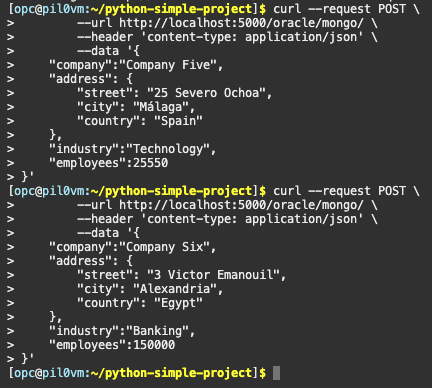 [opc@pil0vm:~/python-simple-project]$ curl --request POST \
>         --url http://localhost:5000/oracle/mongo/ \
>         --header 'content-type: application/json' \
>         --data '{
>     "company":"Company Five",
>     "address": {
>         "street": "25 Severo Ochoa",
>         "city": "Málaga",
>         "country": "Spain"
>     },
>     "industry":"Technology",
>     "employees":25550
> }'
[opc@pil0vm:~/python-simple-project]$ curl --request POST \
>         --url http://localhost:5000/oracle/mongo/ \
>         --header 'content-type: application/json' \
>         --data '{
>     "company":"Company Six",
>     "address": {
>         "street": "3 Victor Emanouil",
>         "city": "Alexandria",
>         "country": "Egypt"
>     },
>     "industry":"Banking",
>     "employees":150000
> }'
[opc@pil0vm:~/python-simple-project]$